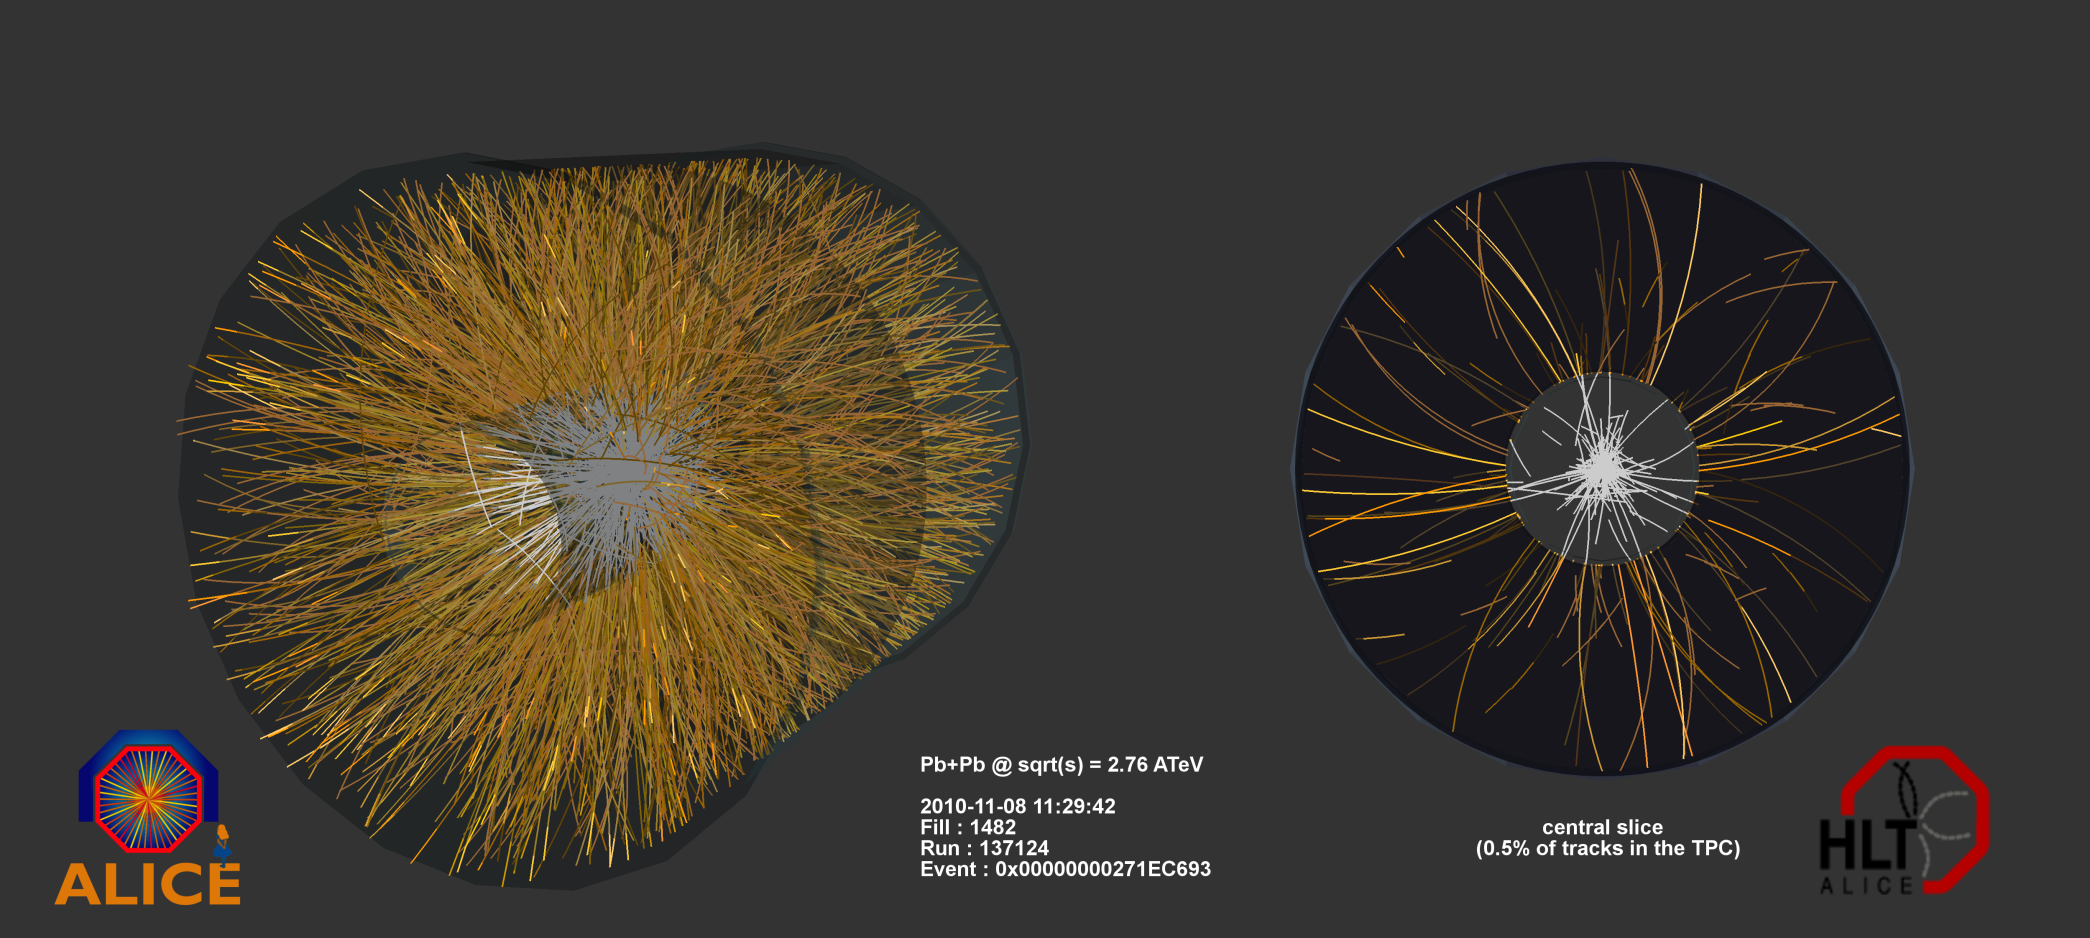 Pb+Pb @ sqrt(s) = 2.76 ATeV
2010-11-08 11:29:42
Fill : 1482
Run : 137124
Event : 0x00000000271EC693
central slice
(0.5% of tracks in the TPC)
ALICE
HLT
ALICE